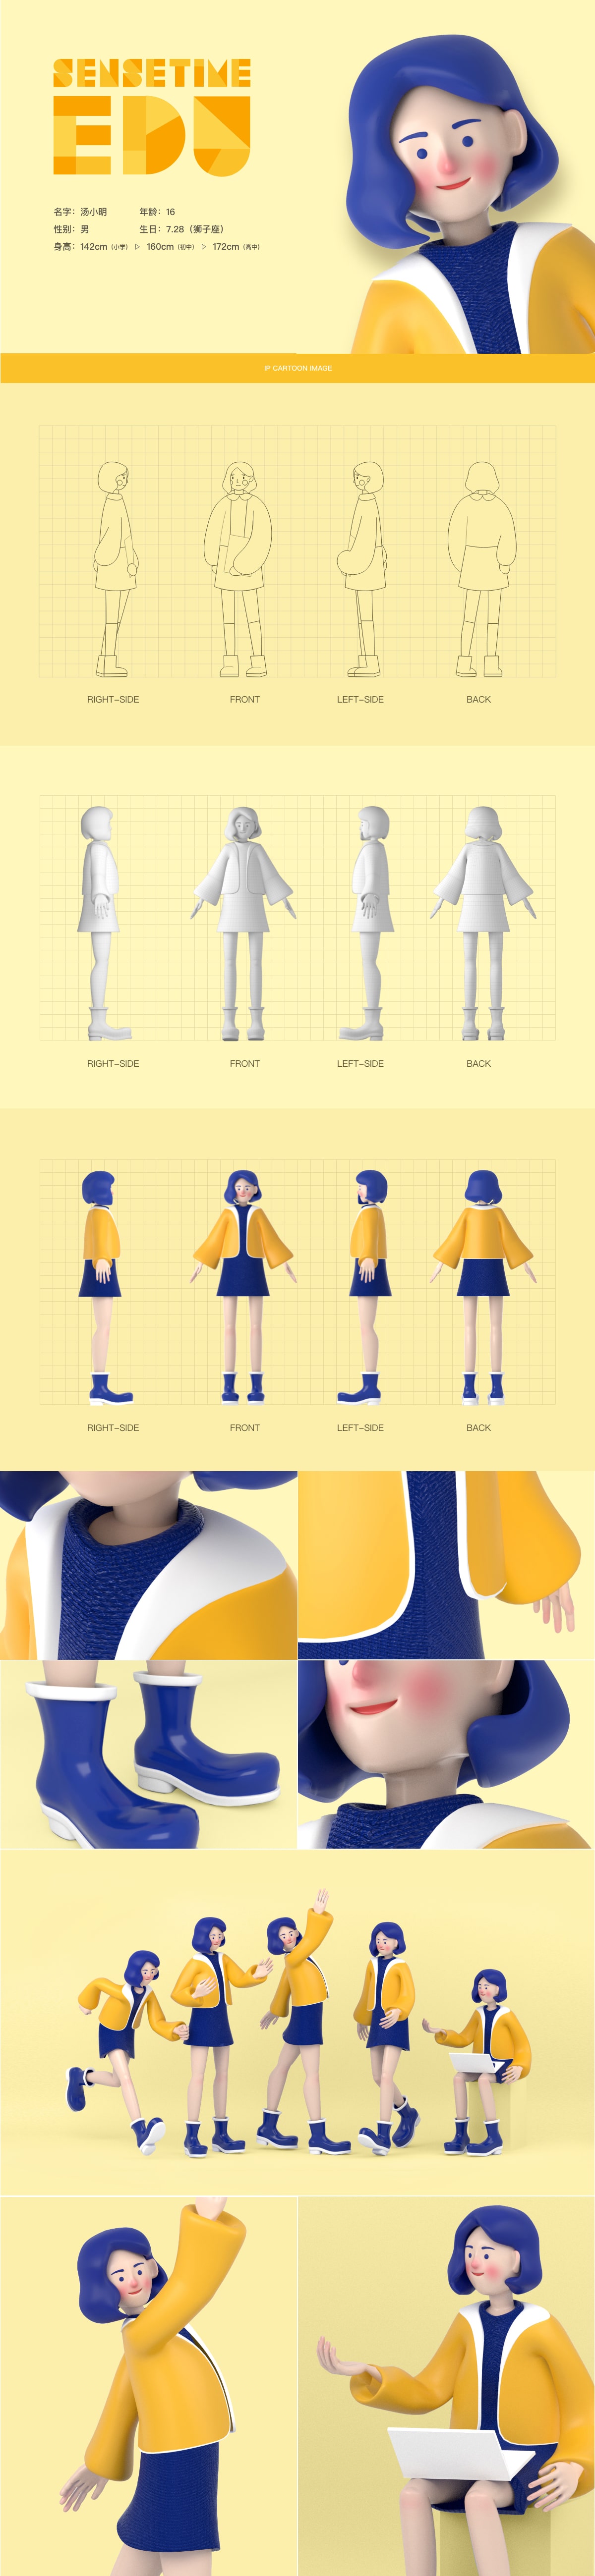 SENSETIME
EDU
名字：汤小明 年龄：16
性别：男 生日：7.28（狮子座）
身高：142cm（小学） ▷ 160cm（初中） ▷ 172cm（高中）
IP CARTOON IMAGE
RIGHT-SIDE FRONT LEFT-SIDE BACK
RIGHT-SIDE FRONT LEFT-SIDE BACK
RIGHT-SIDE FRONT LEFT-SIDE BACK